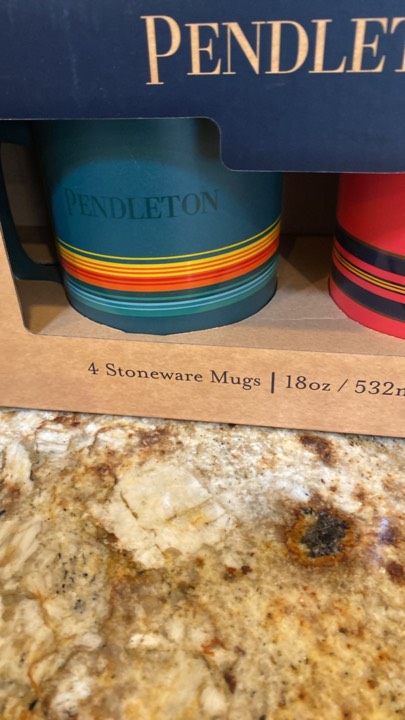 PENDLET
PENDLETON
4 Stoneware Mugs | 18oz / 532m